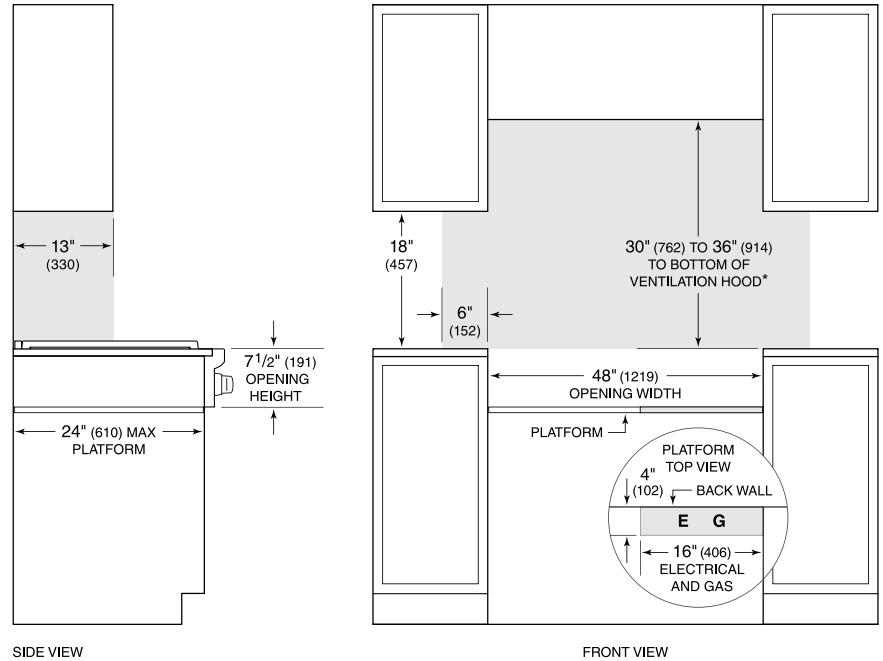 13"
(330)
7 1/2" (191)
OPENING
HEIGHT
24" (610) MAX
PLATFORM
SIDE VIEW
18"
(457)
30" (762) TO 36" (914)
TO BOTTOM OF
VENTILATION HOOD*
6"
(152)
48" (1219)
OPENING WIDTH
PLATFORM
PLATFORM
TOP VIEW
4"
(102)
BACK WALL
E G
16" (406)
ELECTRICAL
AND GAS
FRONT VIEW